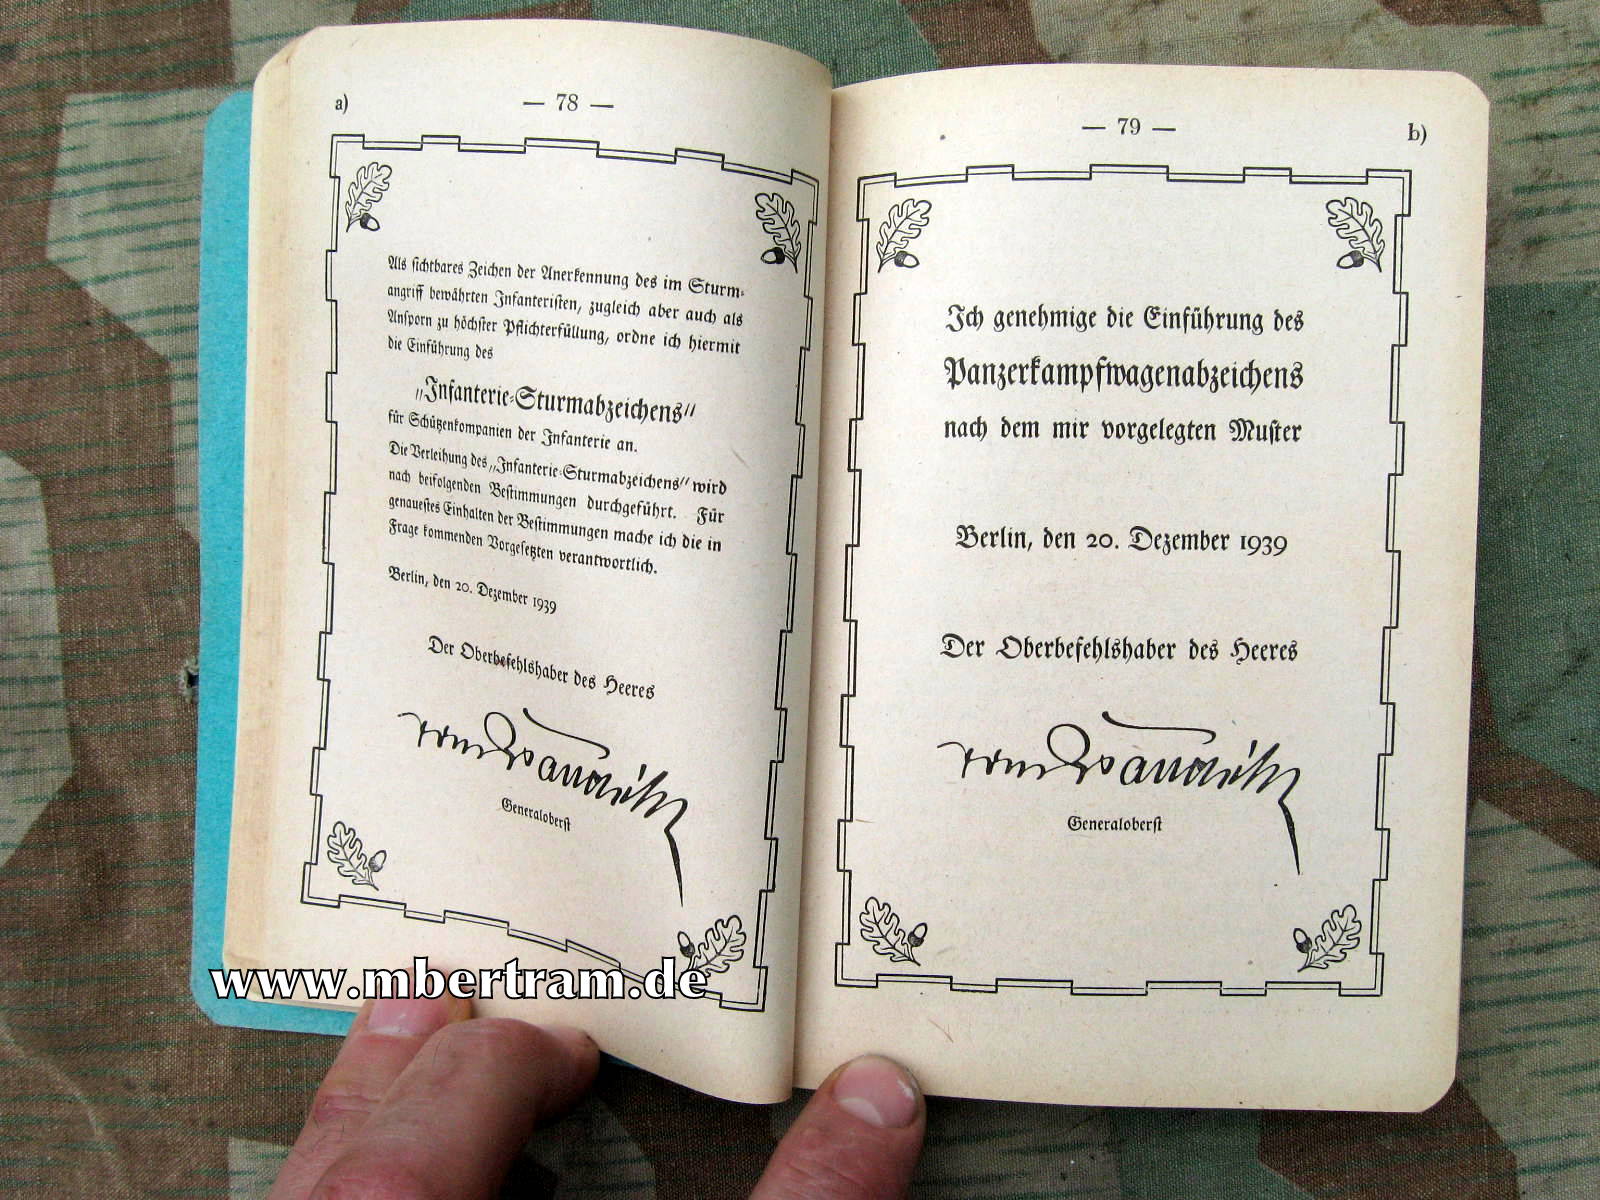 a)
— 78 —
Als sichtbares Zeichen der Anerkennung des im Sturm-
angriff bewährten Infanteristen, zugleich aber auch als
Ansporn zu höchster Pflichterfüllung, ordne ich hiermit
die Einführung des
„Infanterie-Sturmabzeichens“
für Schützenkompanien der Infanterie an.
Die Verleihung des „Infanterie-Sturmabzeichens“ wird
nach beifolgenden Bestimmungen durchgeführt. Für
genauestes Einhalten der Bestimmungen mache ich die in
Frage kommenden Vorgesetzten verantwortlich.
Berlin, den 20. Dezember 1939
Der Oberbefehlshaber des Heeres
von Brauchitsch
Generaloberst
— 79 —
b)
Ich genehmige die Einführung des
Panzerkampfwagenabzeichens
nach dem mir vorgelegten Muster
Berlin, den 20. Dezember 1939
Der Oberbefehlshaber des Heeres
von Brauchitsch
Generaloberst
www.mbertram.de